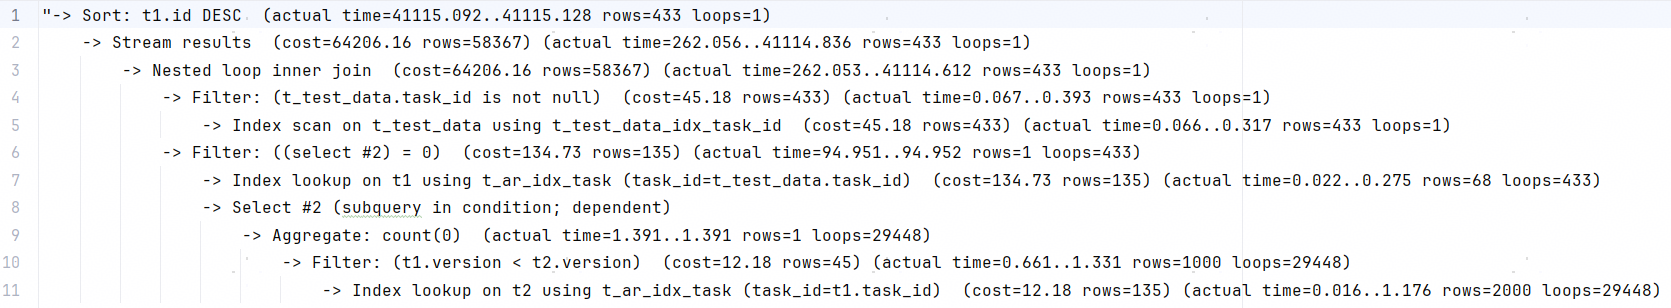 1 "-> Sort: t1.id DESC  (actual time=41115.092..41115.128 rows=433 loops=1)
2 -> Stream results  (cost=64206.16 rows=58367) (actual time=262.056..41114.836 rows=433 loops=1)
3 -> Nested loop inner join  (cost=64206.16 rows=58367) (actual time=262.053..41114.612 rows=433 loops=1)
4 -> Filter: (t_test_data.task_id is not null)  (cost=45.18 rows=433) (actual time=0.067..0.393 rows=433 loops=1)
5 -> Index scan on t_test_data using t_test_data_idx_task_id  (cost=45.18 rows=433) (actual time=0.066..0.317 rows=433 loops=1)
6 -> Filter: ((select #2) = 0)  (cost=134.73 rows=135) (actual time=94.951..94.952 rows=1 loops=433)
7 -> Index lookup on t1 using t_ar_idx_task (task_id=t_test_data.task_id)  (cost=134.73 rows=135) (actual time=0.022..0.275 rows=68 loops=433)
8 -> Select #2 (subquery in condition; dependent)
9 -> Aggregate: count(0)  (actual time=1.391..1.391 rows=1 loops=29448)
10 -> Filter: (t1.version < t2.version)  (cost=12.18 rows=45) (actual time=0.661..1.331 rows=1000 loops=29448)
11 -> Index lookup on t2 using t_ar_idx_task (task_id=t1.task_id)  (cost=12.18 rows=135) (actual time=0.016..1.176 rows=2000 loops=29448)